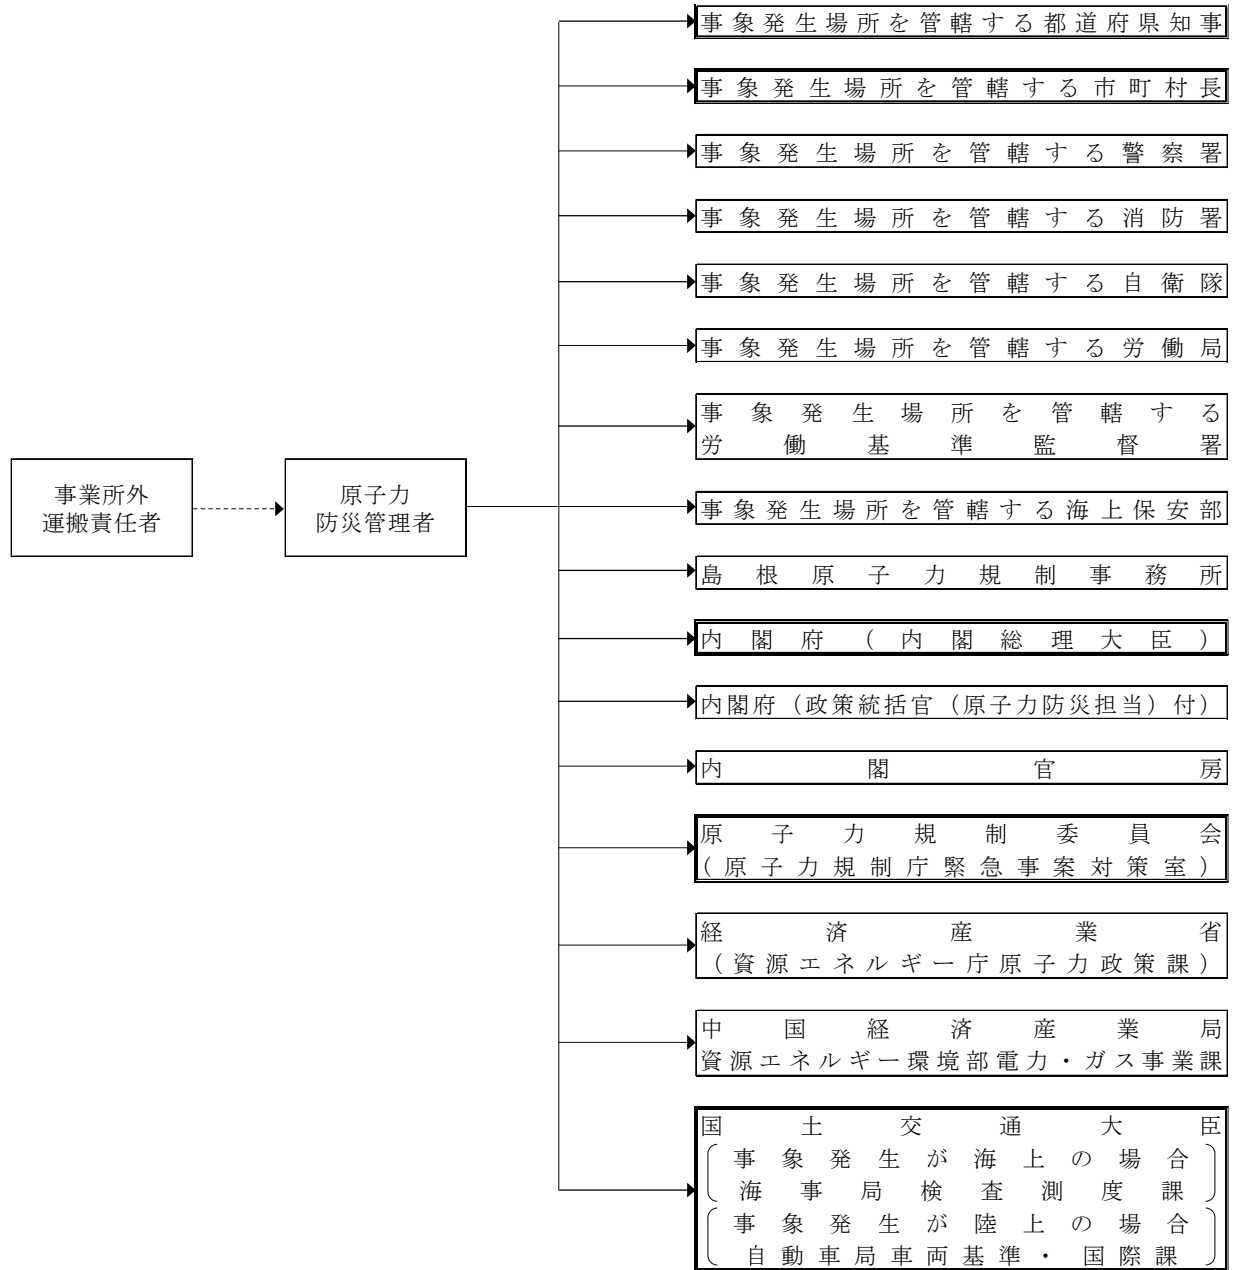 事象発生場所を管轄する都道府県知事
事象発生場所を管轄する市町村長
事象発生場所を管轄する警察署
事象発生場所を管轄する消防署
事象発生場所を管轄する自衛隊
事象発生場所を管轄する労働局
事象発生場所を管轄する
労働基準監督署
事業所外
運搬責任者
原子力
防災管理者
事象発生場所を管轄する海上保安部
島根原子力規制事務所
内閣府(内閣総理大臣)
内閣府(政策統括官(原子力防災担当)付)
内閣官房
原子力規制委員会
(原子力規制庁緊急事案対策室)
経済産業省
(資源エネルギー庁原子力政策課)
中国経済産業局
資源エネルギー環境部電力・ガス事業課
国土交通大臣
事象発生が海上の場合
海事局検査測度課
事象発生が陸上の場合
自動車局車両基準・国際課